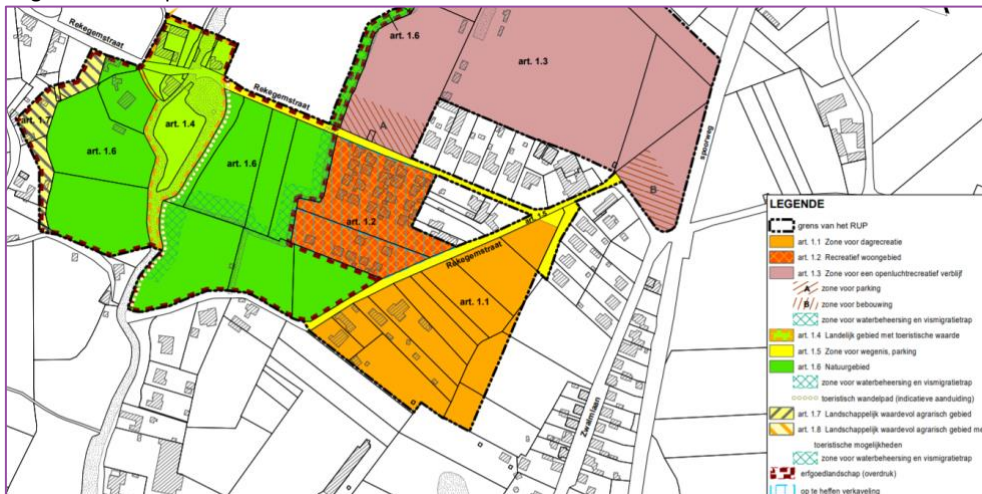 Rekegemstraat
art. 1.6
art. 1.3
Rekegemstraat
art. 1.7
art. 1.4
art. 1.6
art. 1.6
A
B
art. 1.2
art. 1.5
Rekegemstraat
art. 1.1
Zwalmlaan
LEGENDE
grens van het RUP
art. 1.1 Zone voor dagrecreatie
art. 1.2 Recreatief woongebied
art. 1.3 Zone voor een openluchtrecreatief verblijf
A zone voor parking
B zone voor bebouwing
zone voor waterbeheersing en vismigratietrap
art. 1.4 Landelijk gebied met toeristische waarde
art. 1.5 Zone voor wegenis, parking
art. 1.6 Natuurgebied
zone voor waterbeheersing en vismigratietrap
toeristisch wandelpad (indicatieve aanduiding)
art. 1.7 Landschappelijk waardevol agrarisch gebied
art. 1.8 Landschappelijk waardevol agrarisch gebied me
toeristische mogelijkheden
zone voor waterbeheersing en vismigratietrap
erfgoedlandschap (overdruk)
op te heffen verkaveling